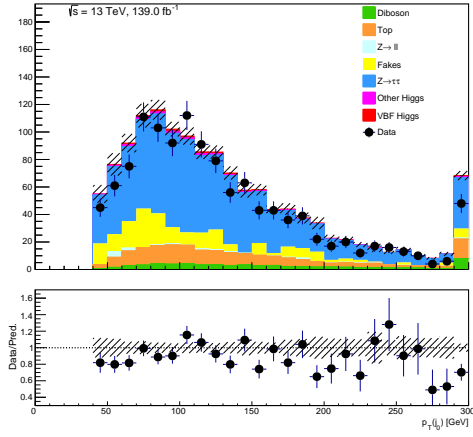 √s = 13 TeV, 139.0 fb⁻¹
Diboson
Top
Z→ ll
Fakes
Z→ττ
Other Higgs
VBF Higgs
Data
180
160
140
120
100
80
60
40
20
0
Data/Pred.
1.6
1.4
1.2
1
0.8
0.6
0.4
0 50 100 150 200 250 300
p_T(j_0) [GeV]